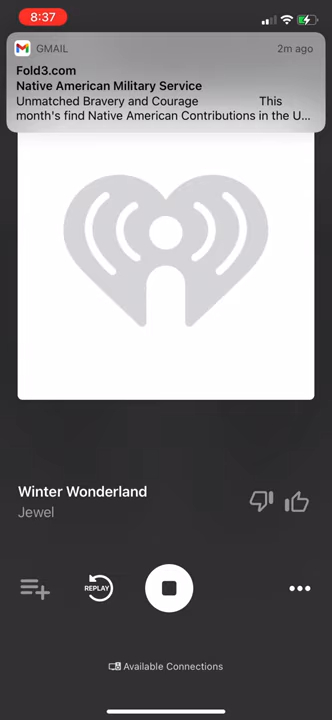 8:37
GMAIL
2m ago
Fold3.com
Native American Military Service
Unmatched Bravery and Courage This
month's find Native American Contributions in the U...
Winter Wonderland
Jewel
REPLAY
Available Connections